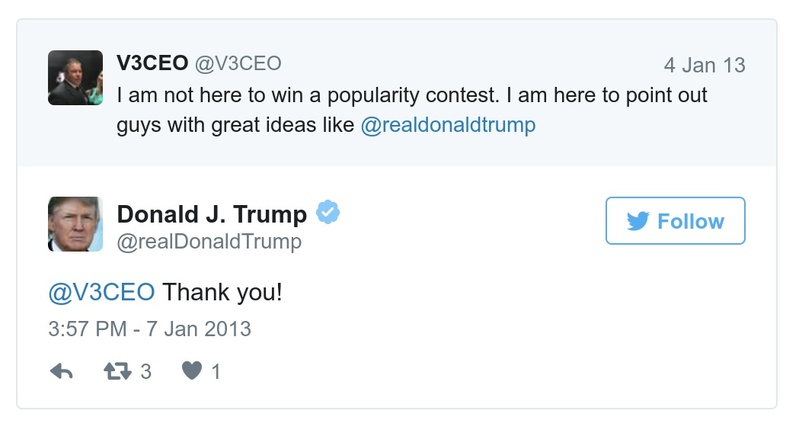 V3CEO @V3CEO 4 Jan 13
I am not here to win a popularity contest. I am here to point out
guys with great ideas like @realdonaldtrump
Donald J. Trump
@realDonaldTrump
Follow
@V3CEO Thank you!
3:57 PM - 7 Jan 2013
3 1